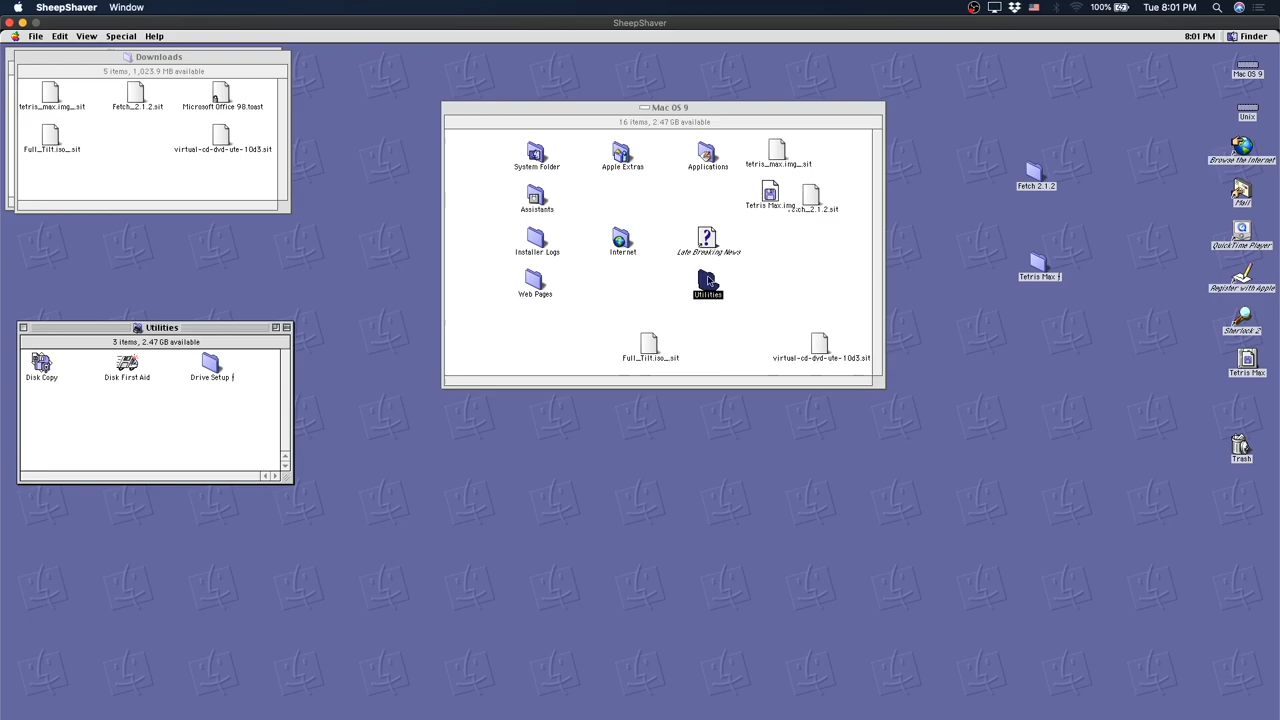 SheepShaver Window 100% Tue 8:01 PM
SheepShaver
File Edit View Special Help 8:01 PM Finder
Downloads
5 items, 1,023.9 MB available
tetris_max.img_.sit Fetch_2.1.2.sit Microsoft Office 98.toast
Full_Tilt.iso_.sit virtual-cd-dvd-ute-10d3.sit
Mac OS 9
16 items, 2.47 GB available
System Folder Apple Extras Applications tetris_max.img_.sit
Assistants Tetris Max.img Fetch_2.1.2.sit
Installer Logs Internet Late Breaking News
Web Pages Utilities
Full_Tilt.iso_.sit virtual-cd-dvd-ute-10d3.sit
Utilities
3 items, 2.47 GB available
Disk Copy Disk First Aid Drive Setup ƒ
Fetch 2.1.2
Tetris Max ƒ
Mac OS 9
Unix
Browse the Internet
Mail
QuickTime Player
Register with Apple
Sherlock 2
Tetris Max
Trash